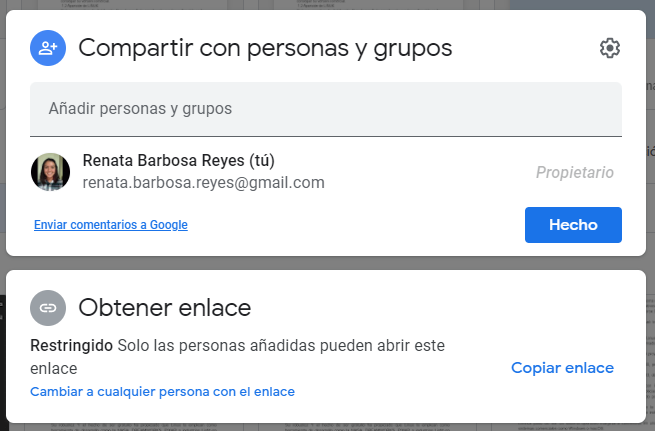 Compartir con personas y grupos
Añadir personas y grupos
Renata Barbosa Reyes (tú)
renata.barbosa.reyes@gmail.com
Propietario
Enviar comentarios a Google
Hecho
Obtener enlace
Restringido Solo las personas añadidas pueden abrir este
enlace
Copiar enlace
Cambiar a cualquier persona con el enlace